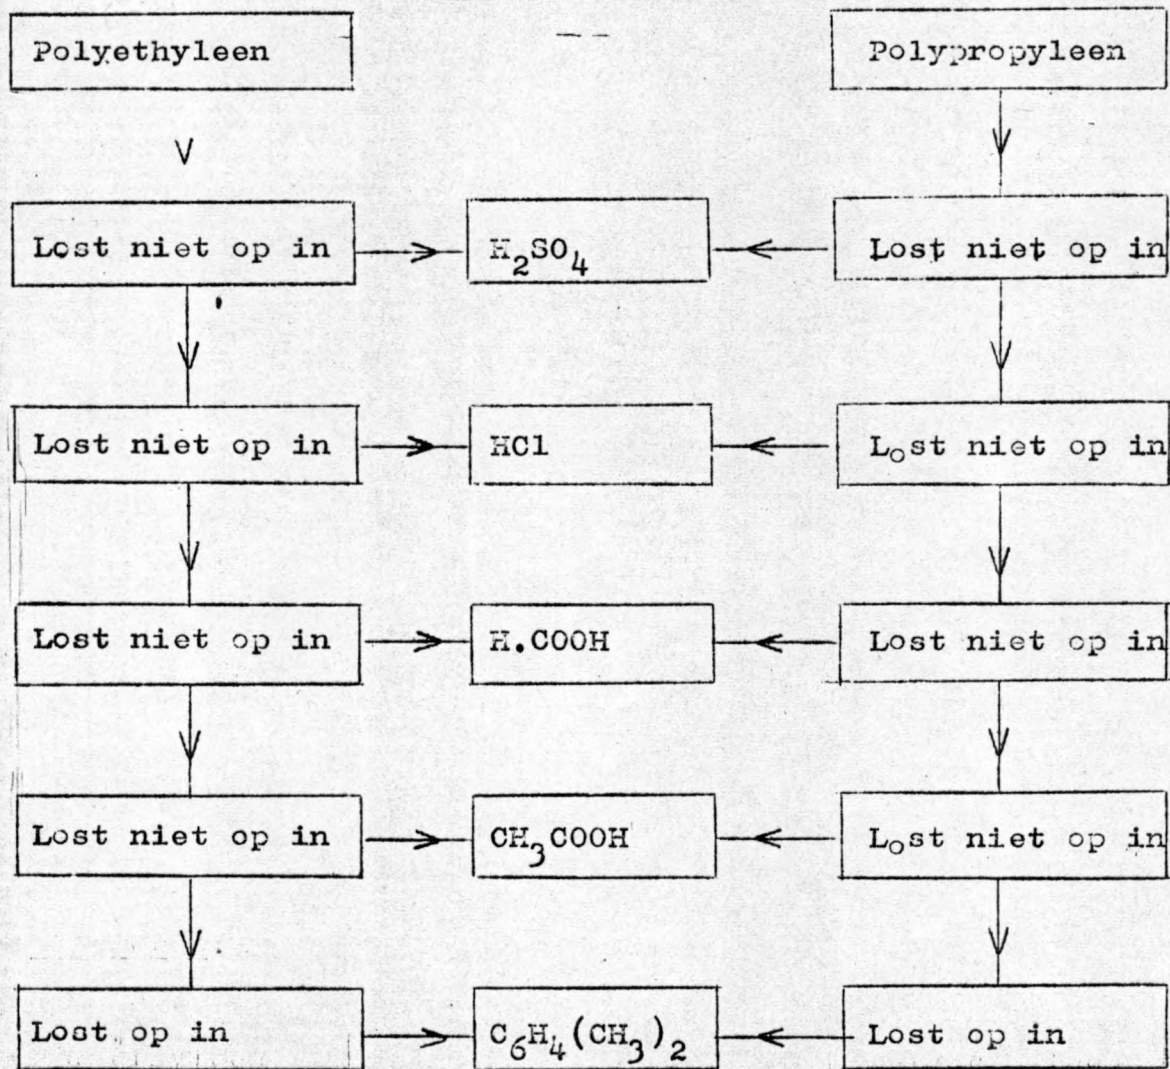 Polyethyleen Polypropyleen
Lost niet op in H2SO4 Lost niet op in
Lost niet op in HCl Lost niet op in
Lost niet op in H.COOH Lost niet op in
Lost niet op in CH3COOH Lost niet op in
Lost op in C6H4(CH3)2 Lost op in